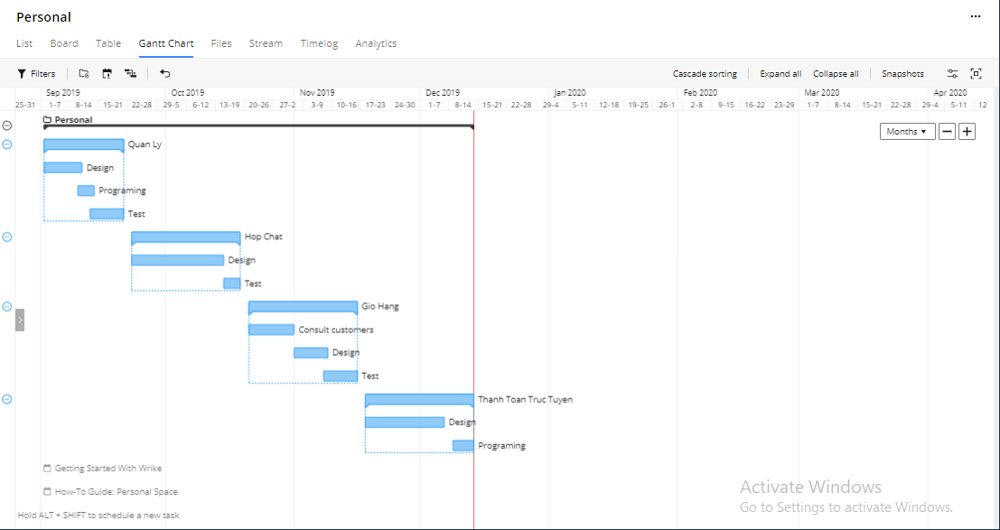 Personal
List Board Table Gantt Chart Files Stream Timelog Analytics
Filters Cascade sorting Expand all Collapse all Snapshots
Sep 2019 Oct 2019 Nov 2019 Dec 2019 Jan 2020 Feb 2020 Mar 2020 Apr 2020
25-31 1-7 8-14 15-21 22-28 29-5 6-12 13-19 20-26 27-2 3-9 10-16 17-23 24-30 1-7 8-14 15-21 22-28 29-4 5-11 12-18 19-25 26-1 2-8 9-15 16-22 23-29 1-7 8-14 15-21 22-28 29-4 5-11 12
Personal
Months
Quan Ly
Design
Programing
Test
Hop Chat
Design
Test
Gio Hang
Consult customers
Design
Test
Thanh Toan Truc Tuyen
Design
Programing
Getting Started With Wrike
How-To Guide: Personal Space
Hold ALT + SHIFT to schedule a new task
Activate Windows
Go to Settings to activate Windows.